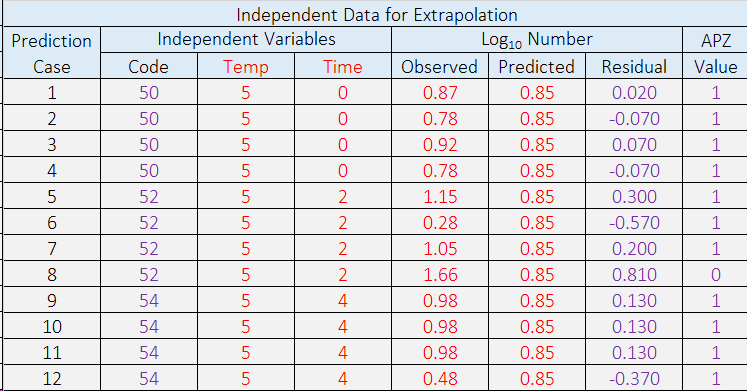 Independent Data for Extrapolation
Prediction Independent Variables Log₁₀ Number APZ
Case Code Temp Time Observed Predicted Residual Value
1 50 5 0 0.87 0.85 0.020 1
2 50 5 0 0.78 0.85 -0.070 1
3 50 5 0 0.92 0.85 0.070 1
4 50 5 0 0.78 0.85 -0.070 1
5 52 5 2 1.15 0.85 0.300 1
6 52 5 2 0.28 0.85 -0.570 1
7 52 5 2 1.05 0.85 0.200 1
8 52 5 2 1.66 0.85 0.810 0
9 54 5 4 0.98 0.85 0.130 1
10 54 5 4 0.98 0.85 0.130 1
11 54 5 4 0.98 0.85 0.130 1
12 54 5 4 0.48 0.85 -0.370 1